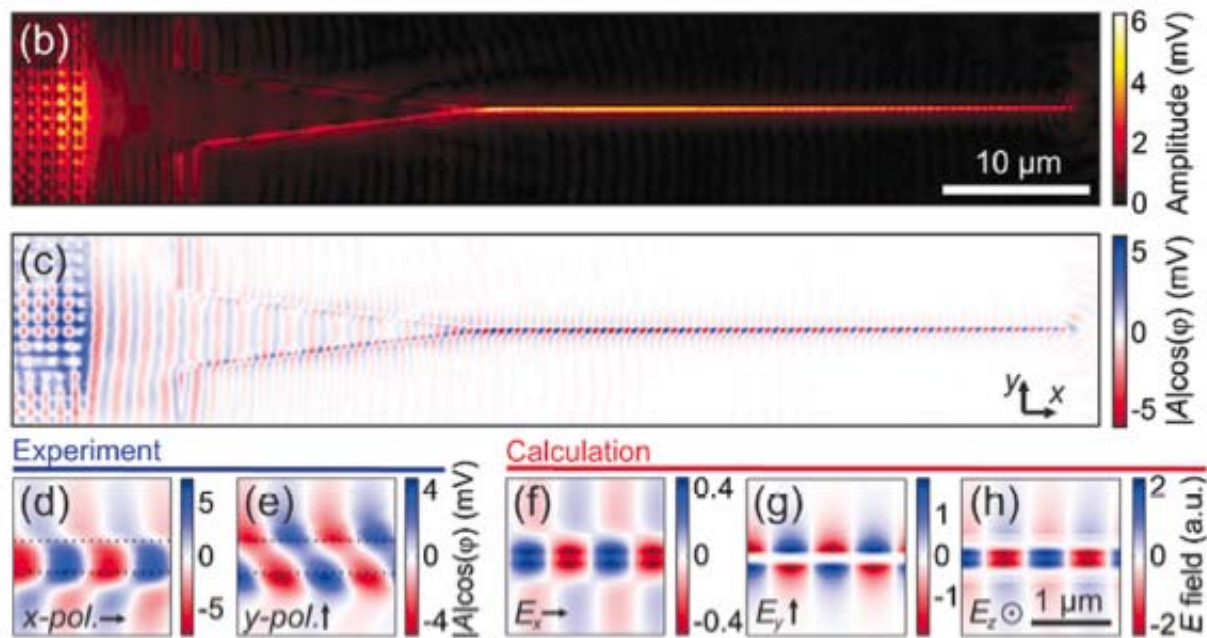 (b)
10 μm
6
4
2
0
Amplitude (mV)
(c)
y
x
5
0
-5
|A|cos(φ) (mV)
Experiment
Calculation
(d)
x-pol.→
5
0
-5
(e)
y-pol.↑
4
0
-4
|A|cos(φ) (mV)
(f)
Eₓ→
0.4
0
-0.4
(g)
Ey↑
1
0
-1
(h)
Ez⊙
1 μm
2
0
-2
E field (a.u.)